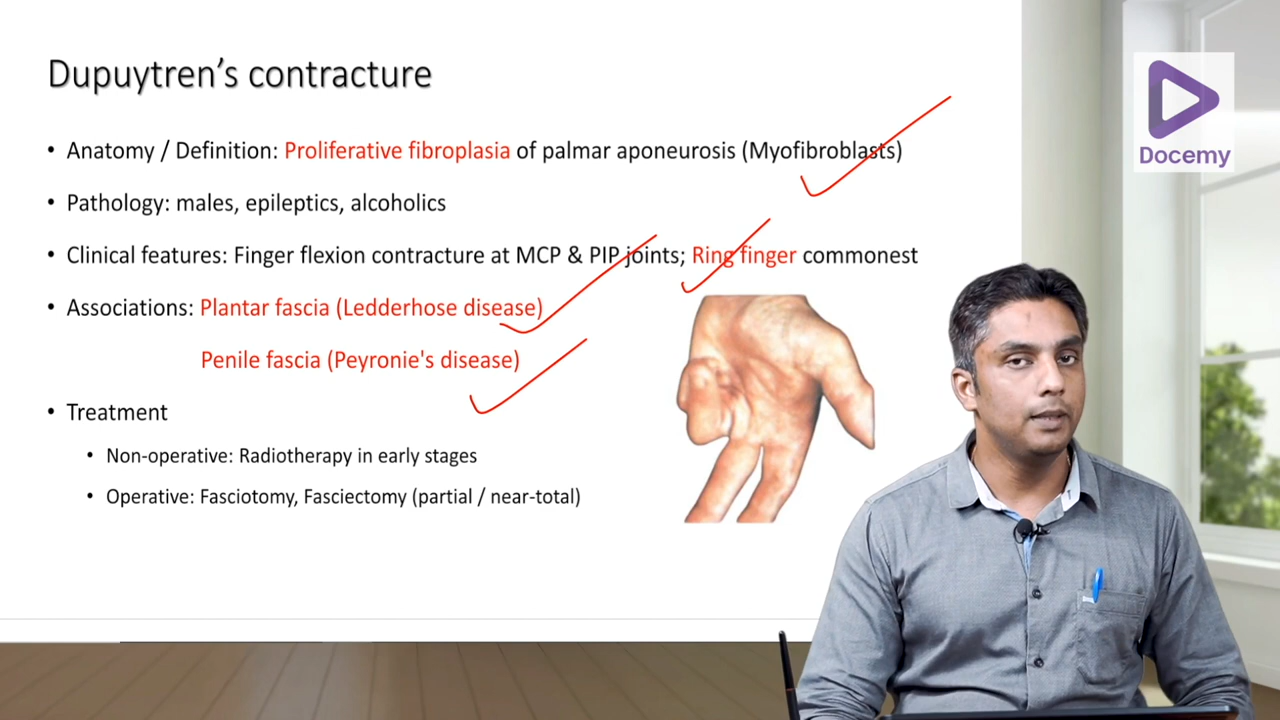 Dupuytren's contracture
• Anatomy / Definition: Proliferative fibroplasia of palmar aponeurosis (Myofibroblasts)
• Pathology: males, epileptics, alcoholics
• Clinical features: Finger flexion contracture at MCP & PIP joints; Ring finger commonest
• Associations: Plantar fascia (Ledderhose disease)
Penile fascia (Peyronie's disease)
• Treatment
• Non-operative: Radiotherapy in early stages
• Operative: Fasciotomy, Fasciectomy (partial / near-total)
Docemy